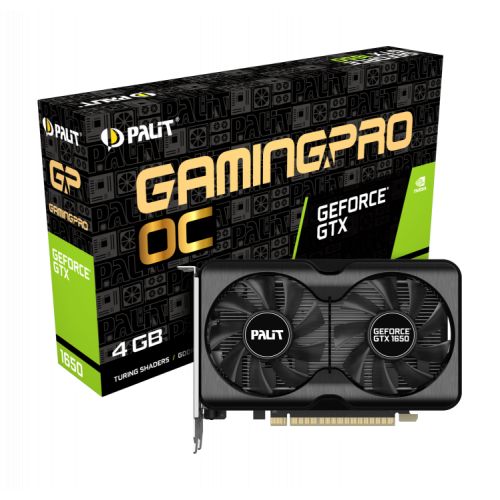 PALIT
GP
GAMINGPRO
GEFORCE
GTX
1650
PALIT
GAMINGPRO
OC
GEFORCE®
GTX
NVIDIA
4 GB
TURING SHADERS
PALIT
GEFORCE
GTX 1650